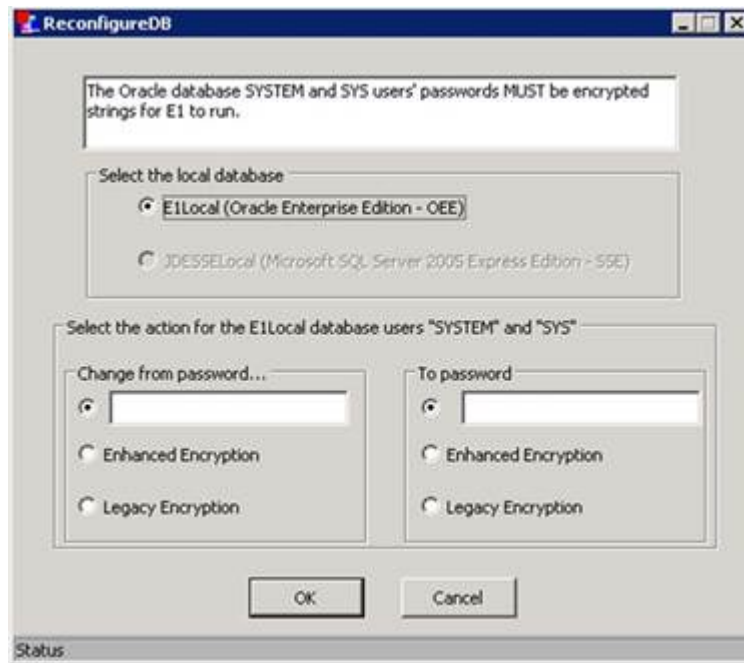 ReconfigureDB
The Oracle database SYSTEM and SYS users' passwords MUST be encrypted
strings for E1 to run.
Select the local database
E1Local (Oracle Enterprise Edition - OEE)
JDESSELocal (Microsoft SQL Server 2005 Express Edition - SSE)
Select the action for the E1Local database users "SYSTEM" and "SYS"
Change from password...
To password
Enhanced Encryption
Enhanced Encryption
Legacy Encryption
Legacy Encryption
OK
Cancel
Status